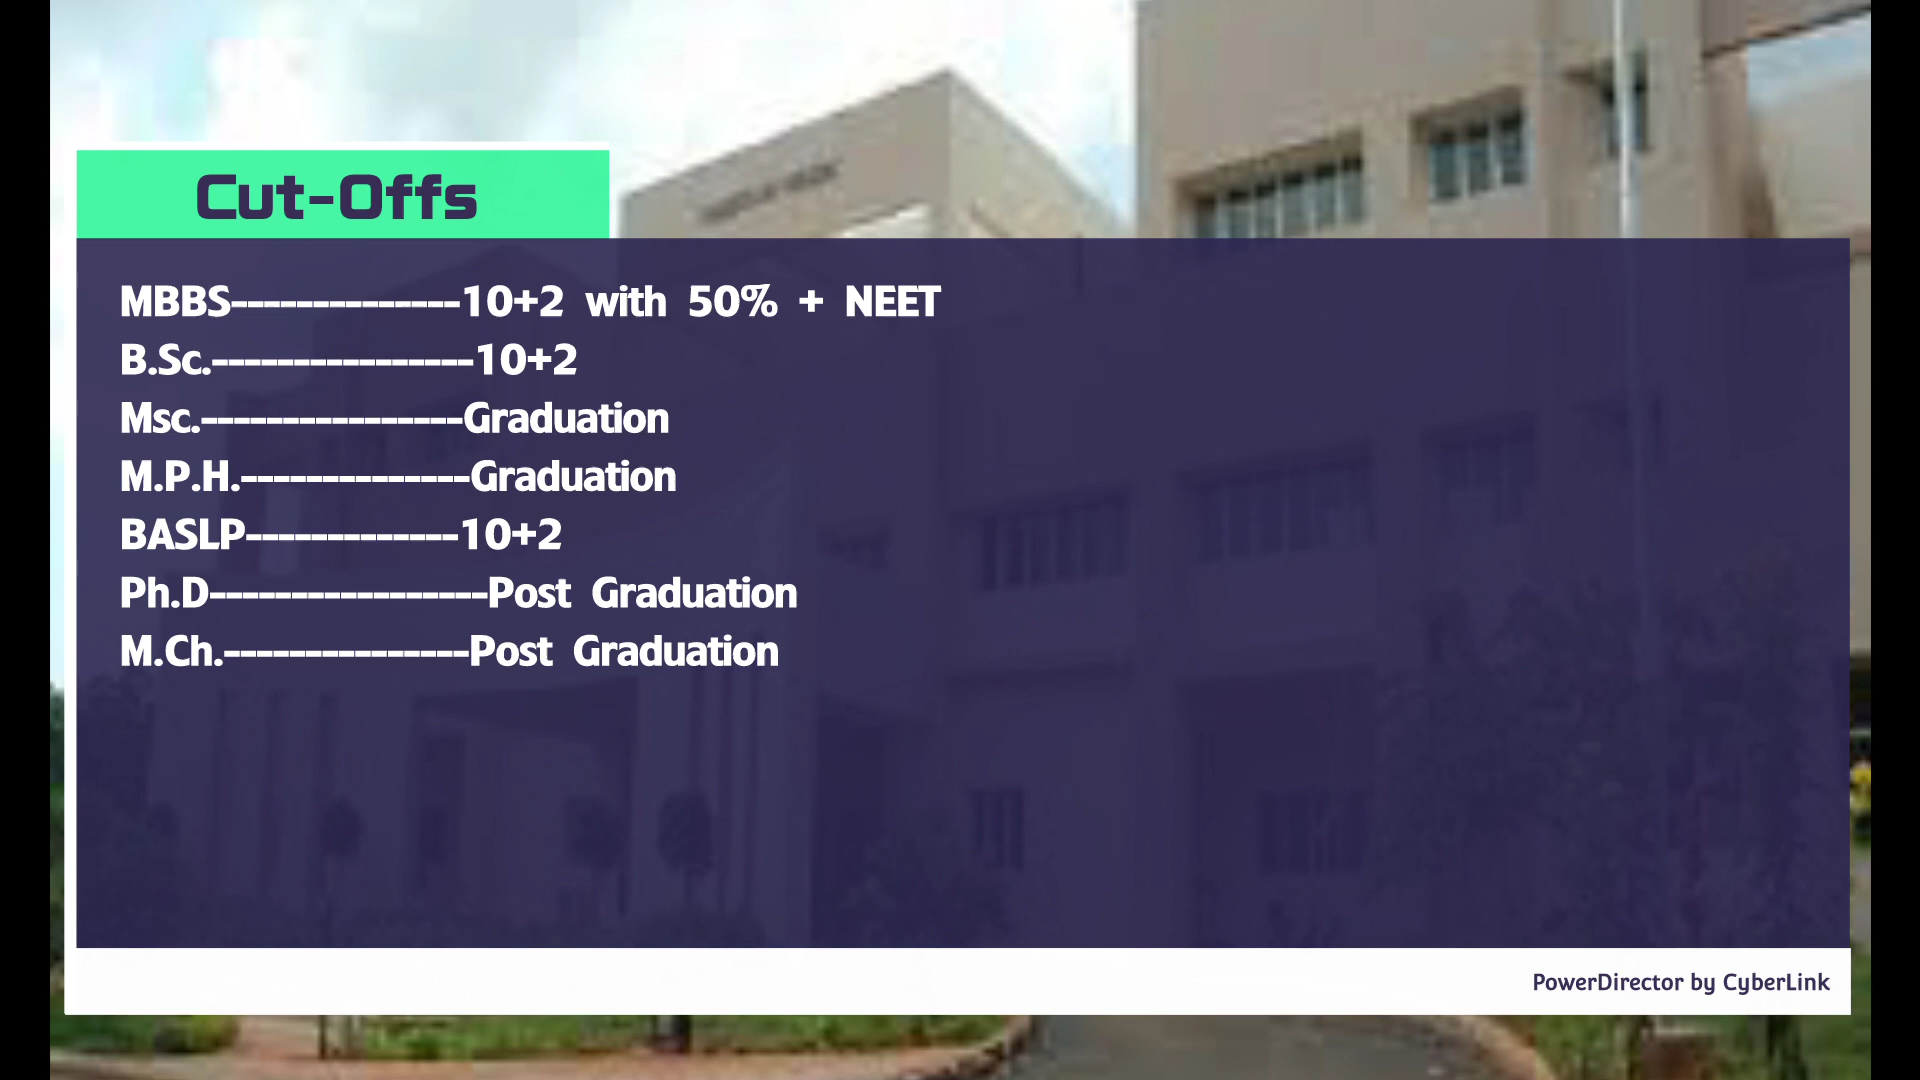 Cut-Offs
MBBS--------------10+2 with 50% + NEET
B.Sc.----------------10+2
Msc.----------------Graduation
M.P.H.--------------Graduation
BASLP-------------10+2
Ph.D-----------------Post Graduation
M.Ch.---------------Post Graduation
PowerDirector by CyberLink